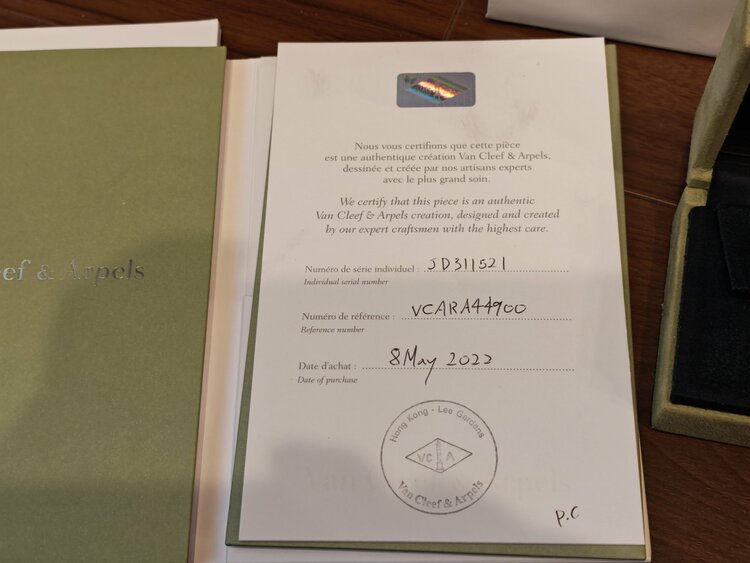 & Arpels
Nous vous certifions que cette pièce
est une authentique création Van Cleef & Arpels,
dessinée et créée par nos artisans experts
avec le plus grand soin.
We certify that this piece is an authentic
Van Cleef & Arpels creation, designed and created
by our expert craftsmen with the highest care.
Numéro de série individuel : JD311521
Individual serial number
Numéro de référence : VCARA44900
Reference number
Date d'achat : 8 May 2022
Date of purchase
Hong Kong - Lee Gardens
VC A
Van Cleef & Arpels
P.C